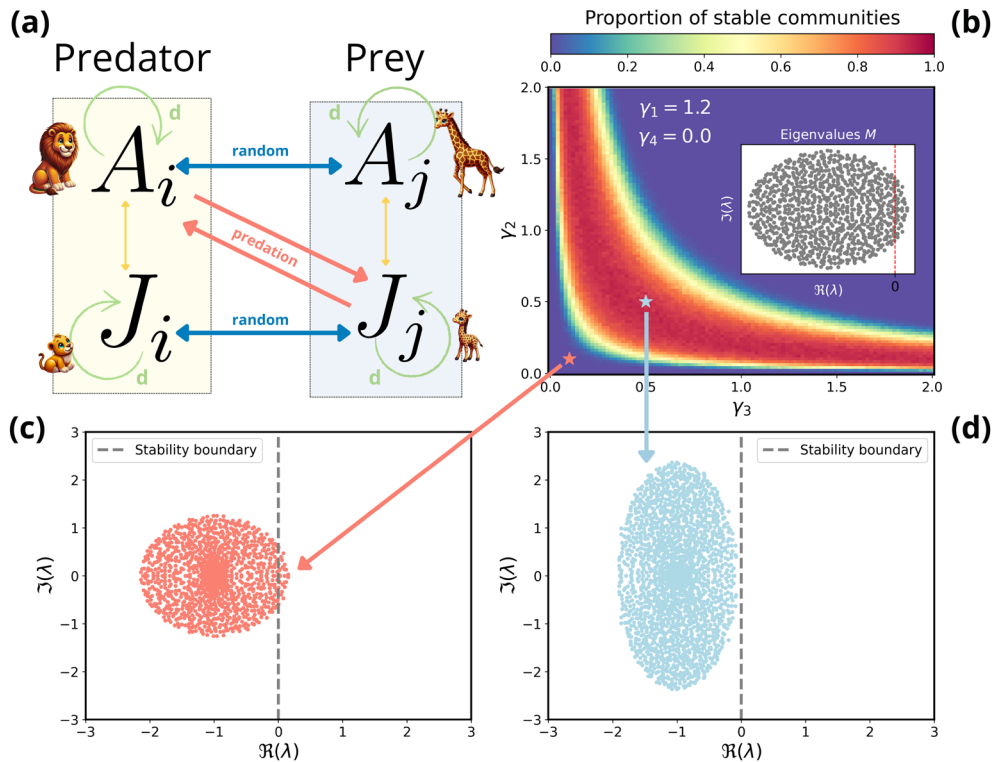 (a)
Predator
Prey
d
d
A_i
random
A_j
predation
J_i
random
J_j
d
d
Proportion of stable communities
(b)
0.0 0.2 0.4 0.6 0.8 1.0
γ₁ = 1.2
γ₄ = 0.0
Eigenvalues M
ℑ(λ)
ℜ(λ)
0
γ₂
2.0
1.5
1.0
0.5
0.0
0.0 0.5 1.0 1.5 2.0
γ₃
(c)
Stability boundary
ℑ(λ)
3
2
1
0
−1
−2
−3
−3 −2 −1 0 1 2 3
ℜ(λ)
(d)
Stability boundary
ℑ(λ)
3
2
1
0
−1
−2
−3
−3 −2 −1 0 1 2 3
ℜ(λ)